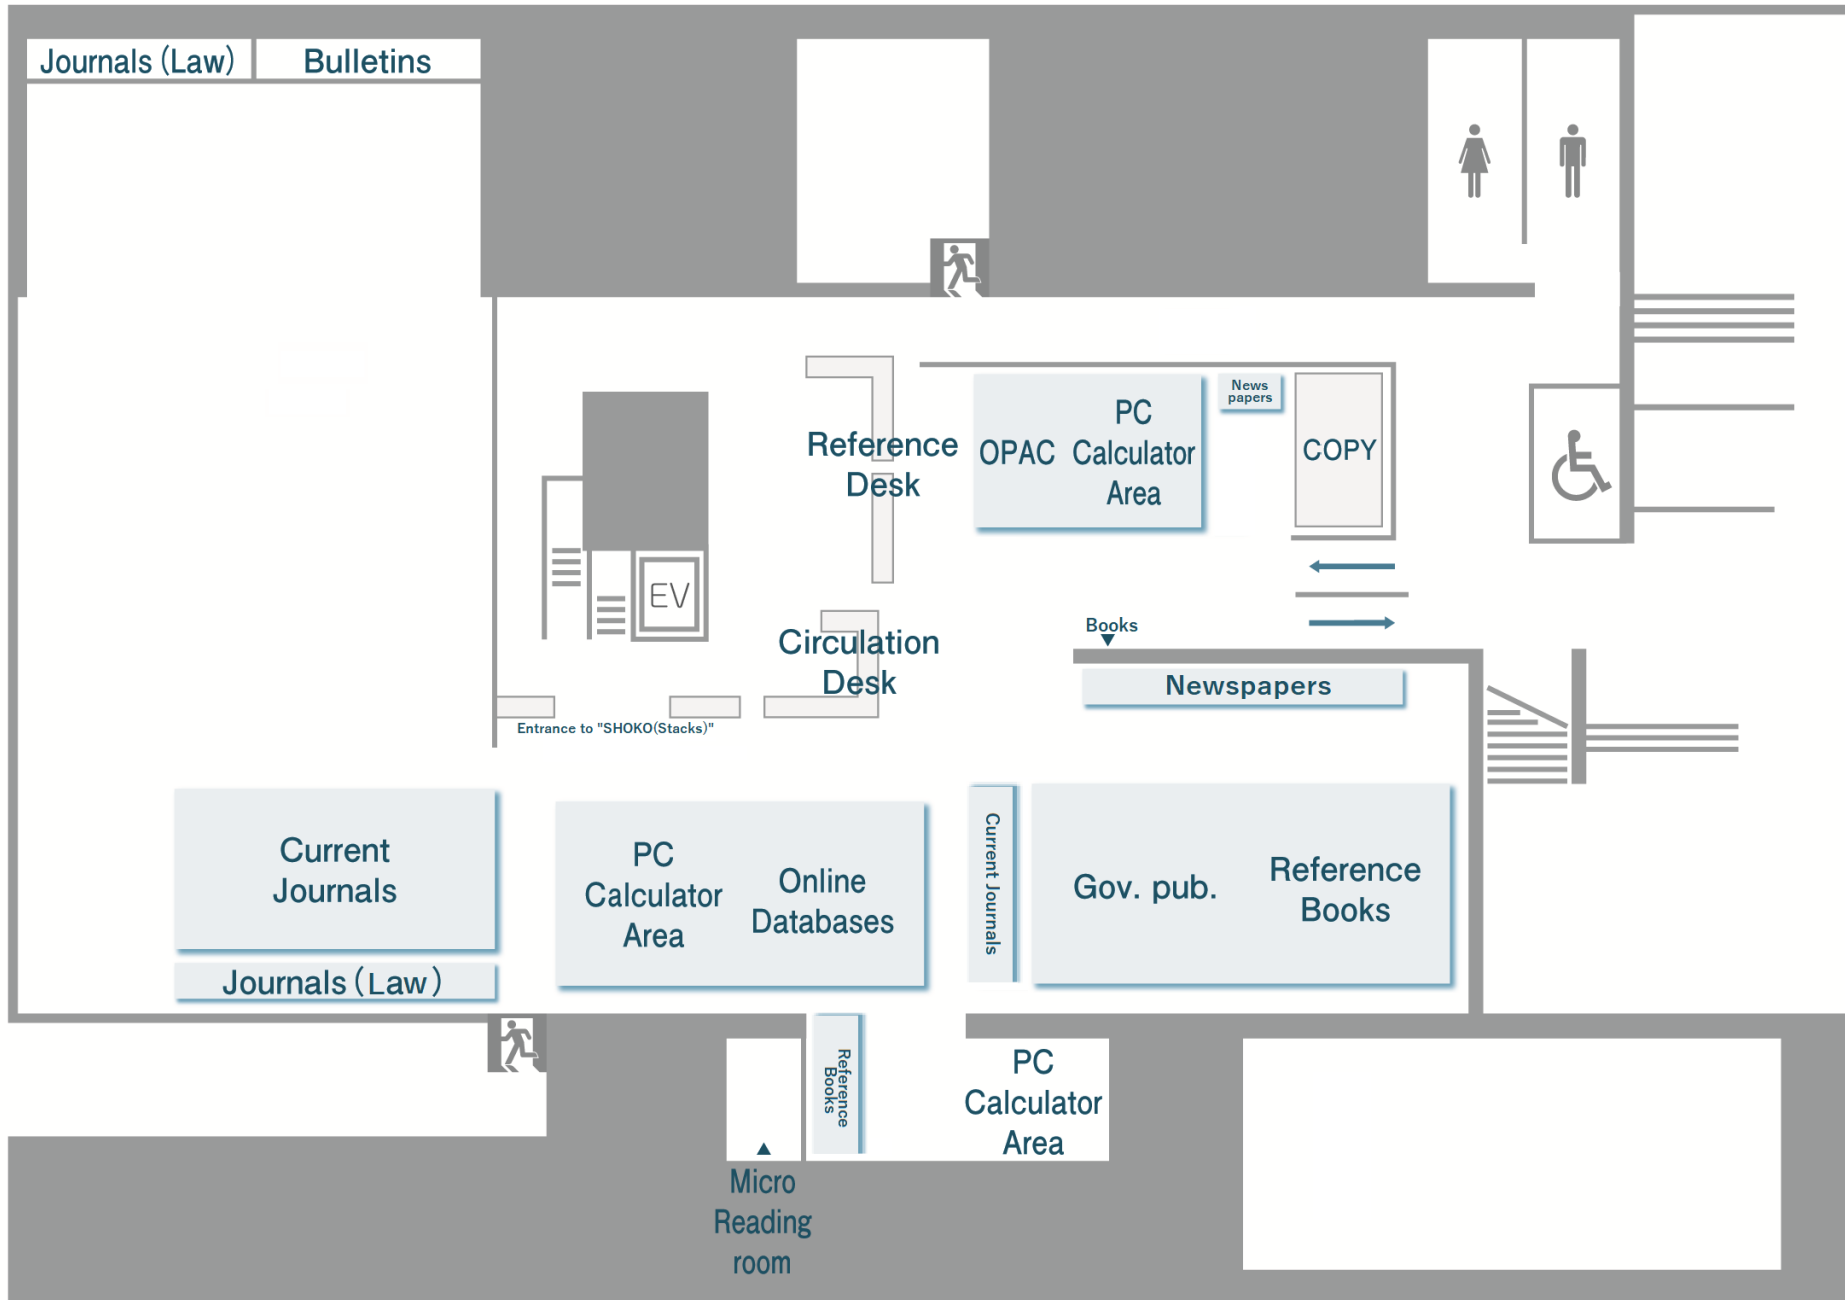 Journals (Law)
Bulletins
Reference
Desk
OPAC
PC
Calculator
Area
News
papers
COPY
EV
Books
Circulation
Desk
Newspapers
Entrance to "SHOKO(Stacks)"
Current
Journals
PC
Calculator
Area
Online
Databases
Current Journals
Gov. pub.
Reference
Books
Journals (Law)
Reference
Books
PC
Calculator
Area
Micro
Reading
room